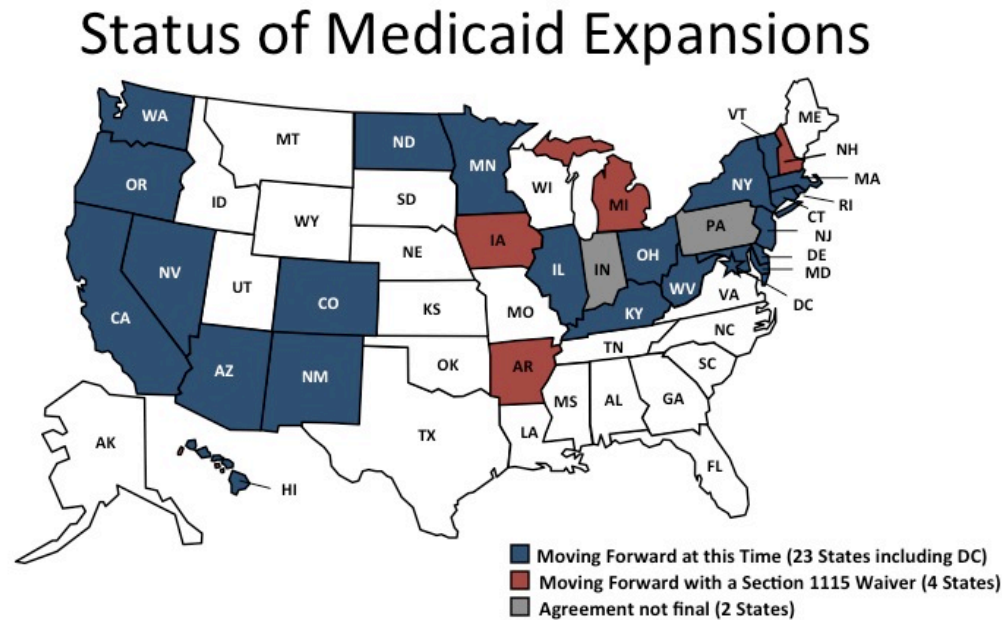 Status of Medicaid Expansions
WA
MT
ND
MN
VT
ME
NH
MA
OR
ID
SD
WI
MI
NY
RI
CT
WY
IA
PA
NJ
NE
IL
IN
OH
DE
MD
NV
UT
CO
WV
VA
DC
CA
KS
MO
KY
AZ
NM
OK
AR
TN
NC
SC
MS
AL
GA
TX
LA
FL
AK
HI
Moving Forward at this Time (23 States including DC)
Moving Forward with a Section 1115 Waiver (4 States)
Agreement not final (2 States)